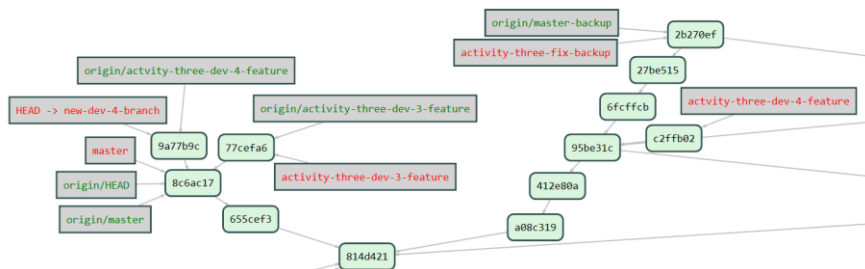 origin/master-backup
2b270ef
activity-three-fix-backup
origin/actvity-three-dev-4-feature
27be515
HEAD -> new-dev-4-branch
origin/activity-three-dev-3-feature
6fcffcb
actvity-three-dev-4-feature
master
9a77b9c
77cefa6
95be31c
c2ffb02
origin/HEAD
8c6ac17
activity-three-dev-3-feature
412e80a
origin/master
655cef3
a08c319
814d421